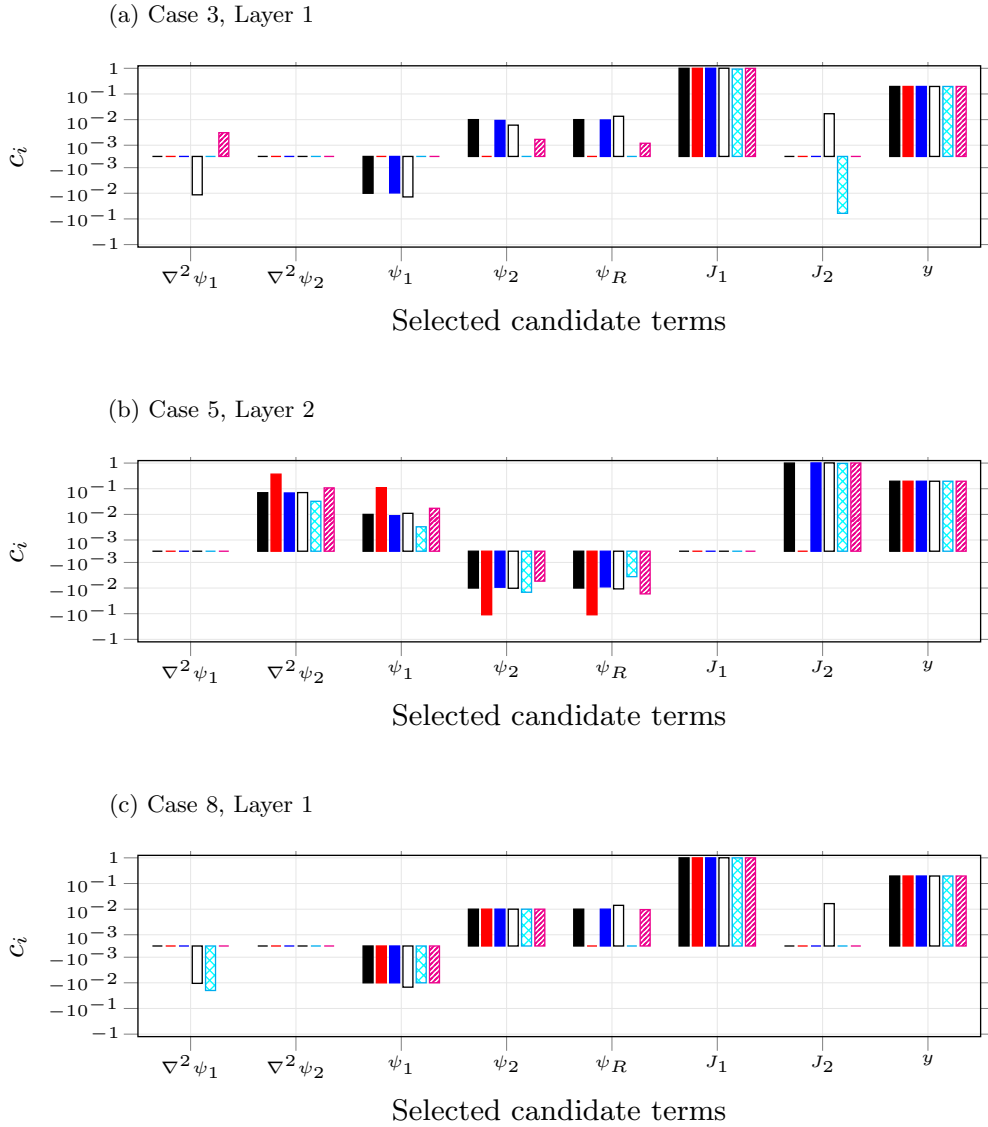 (a) Case 3, Layer 1
1
10⁻¹
10⁻²
10⁻³
−10⁻³
−10⁻²
−10⁻¹
−1
cᵢ
∇²ψ₁ ∇²ψ₂ ψ₁ ψ₂ ψ_R J₁ J₂ y
Selected candidate terms
(b) Case 5, Layer 2
1
10⁻¹
10⁻²
10⁻³
−10⁻³
−10⁻²
−10⁻¹
−1
cᵢ
∇²ψ₁ ∇²ψ₂ ψ₁ ψ₂ ψ_R J₁ J₂ y
Selected candidate terms
(c) Case 8, Layer 1
1
10⁻¹
10⁻²
10⁻³
−10⁻³
−10⁻²
−10⁻¹
−1
cᵢ
∇²ψ₁ ∇²ψ₂ ψ₁ ψ₂ ψ_R J₁ J₂ y
Selected candidate terms